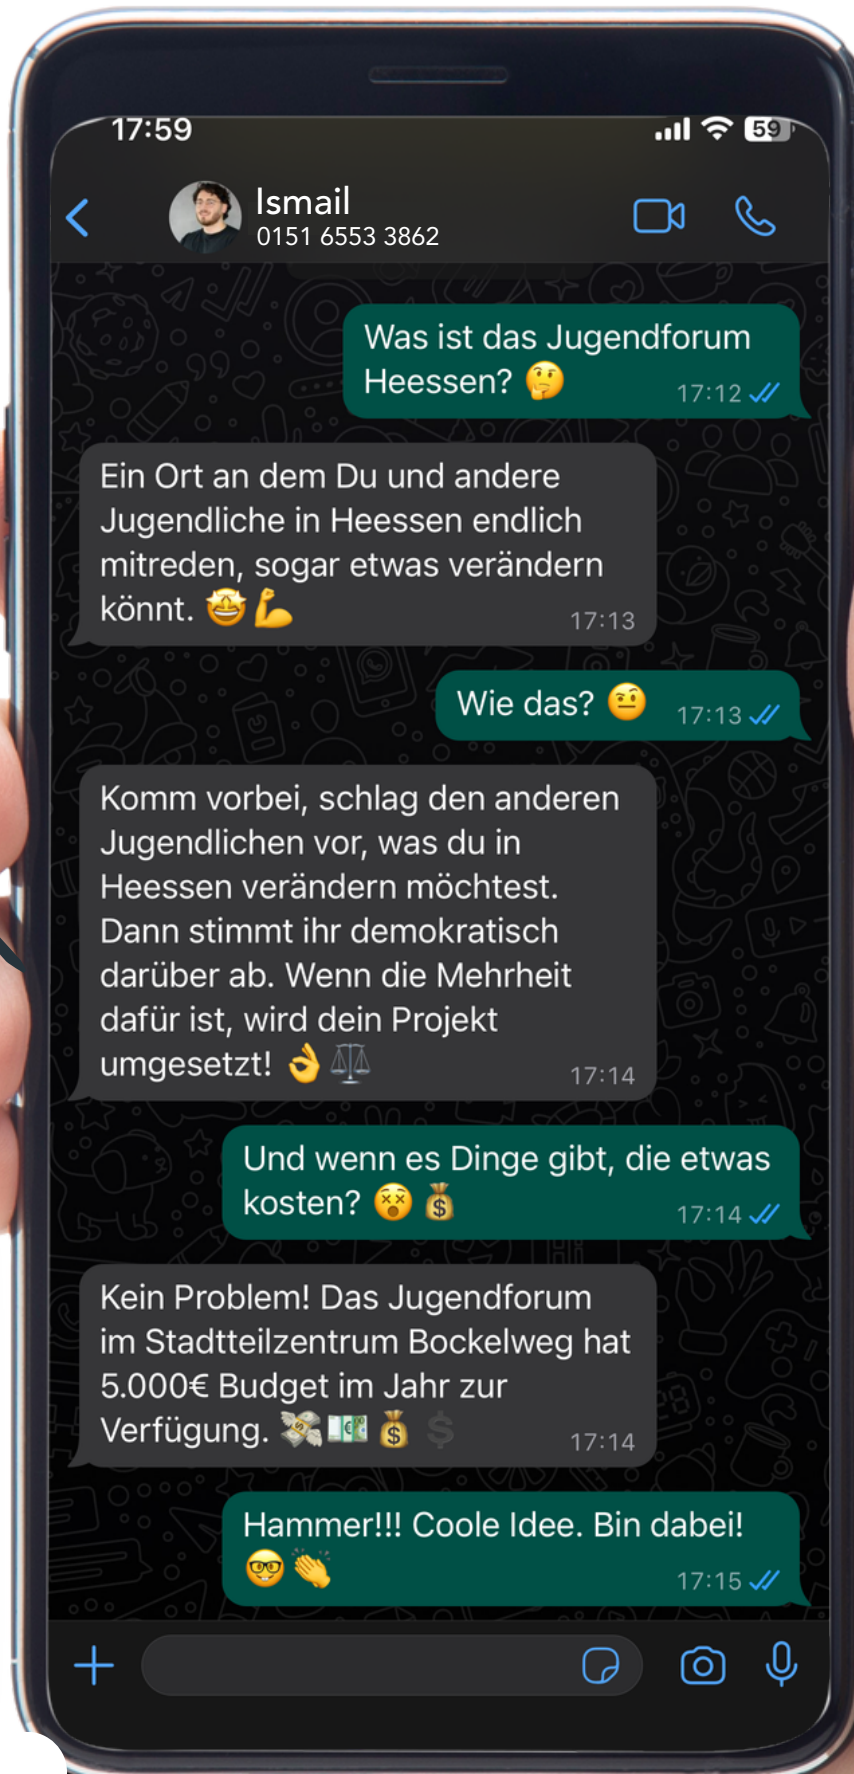 17:59
59
Ismail
0151 6553 3862
Was ist das Jugendforum
Heessen? 🤔
17:12
Ein Ort an dem Du und andere
Jugendliche in Heessen endlich
mitreden, sogar etwas verändern
könnt. 🤩💪
17:13
Wie das? 🤨
17:13
Komm vorbei, schlag den anderen
Jugendlichen vor, was du in
Heessen verändern möchtest.
Dann stimmt ihr demokratisch
darüber ab. Wenn die Mehrheit
dafür ist, wird dein Projekt
umgesetzt! 👌⚖️
17:14
Und wenn es Dinge gibt, die etwas
kosten? 😵💰
17:14
Kein Problem! Das Jugendforum
im Stadtteilzentrum Bockelweg hat
5.000€ Budget im Jahr zur
Verfügung. 💸💶💰💲
17:14
Hammer!!! Coole Idee. Bin dabei!
🤓👏
17:15